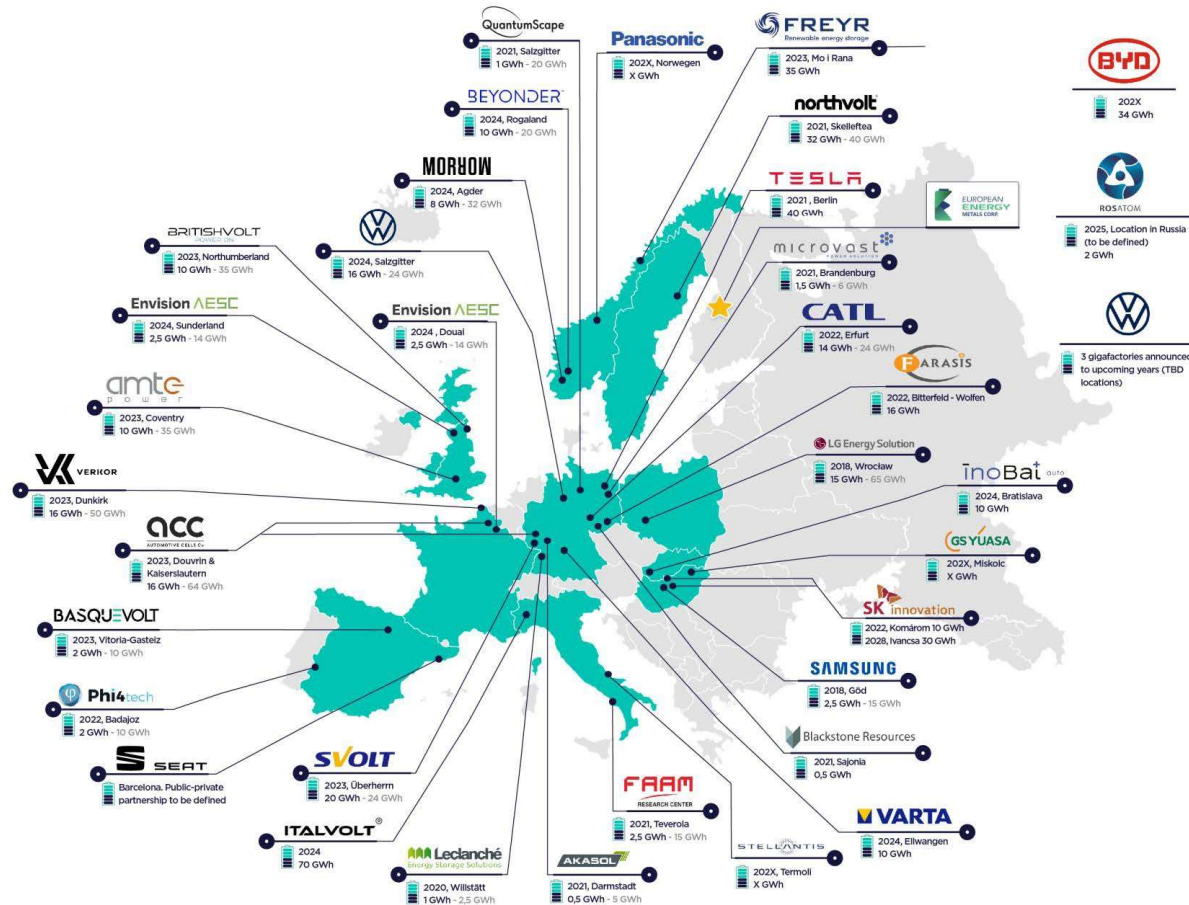 QuantumScape
2021, Salzgitter
1 GWh - 20 GWh
Panasonic
202X, Norwegen
X GWh
FREYR
Renewable energy storage
2023, Mo i Rana
35 GWh
BYD
202X
34 GWh
BEYONDER
2024, Rogaland
10 GWh - 20 GWh
northvolt
2021, Skelleftea
32 GWh - 40 GWh
MORROW
2024, Agder
8 GWh - 32 GWh
TESLA
2021 , Berlin
40 GWh
EUROPEAN
ENERGY
METALS CORP.
ROSATOM
2025, Location in Russia
(to be defined)
2 GWh
BRITISHVOLT
POWER ON
2023, Northumberland
10 GWh - 35 GWh
VW
2024, Salzgitter
16 GWh - 24 GWh
microvast
POWER SOLUTION
2021, Brandenburg
1,5 GWh - 6 GWh
Envision AESC
2024, Sunderland
2,5 GWh - 14 GWh
Envision AESC
2024 , Douai
2,5 GWh - 14 GWh
CATL
2022, Erfurt
14 GWh - 24 GWh
VW
3 gigafactories announced
to upcoming years (TBD
locations)
amte
power
2023, Coventry
10 GWh - 35 GWh
FARASIS
2022, Bitterfeld - Wolfen
16 GWh
VERKOR
2023, Dunkirk
16 GWh - 50 GWh
LG Energy Solution
2018, Wrocław
15 GWh - 65 GWh
inoBat auto
2024, Bratislava
10 GWh
acc
AUTOMOTIVE CELLS Co
2023, Douvrin &
Kaiserslautern
16 GWh - 64 GWh
GS YUASA
202X, Miskolc
X GWh
BASQUEVOLT
2023, Vitoria-Gasteiz
2 GWh - 10 GWh
SK innovation
2022, Komárom 10 GWh
2028, Ivancsa 30 GWh
Phi4tech
2022, Badajoz
2 GWh - 10 GWh
SAMSUNG
2018, Göd
2,5 GWh - 15 GWh
SEAT
Barcelona. Public-private
partnership to be defined
SVOLT
2023, Überherrn
20 GWh - 24 GWh
Blackstone Resources
2021, Sajonia
0,5 GWh
FAAM
RESEARCH CENTER
2021, Teverola
2,5 GWh - 15 GWh
ITALVOLT®
2024
70 GWh
VARTA
2024, Ellwangen
10 GWh
Leclanché
Energy Storage Solutions
2020, Willstätt
1 GWh - 2,5 GWh
AKASOL
2021, Darmstadt
0,5 GWh - 5 GWh
STELLANTIS
202X, Termoli
X GWh